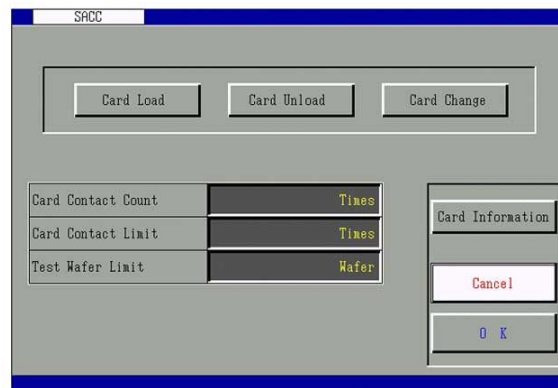 SACC
Card Load Card Unload Card Change
Card Contact Count Times
Card Contact Limit Times
Test Wafer Limit Wafer
Card Information
Cancel
O K